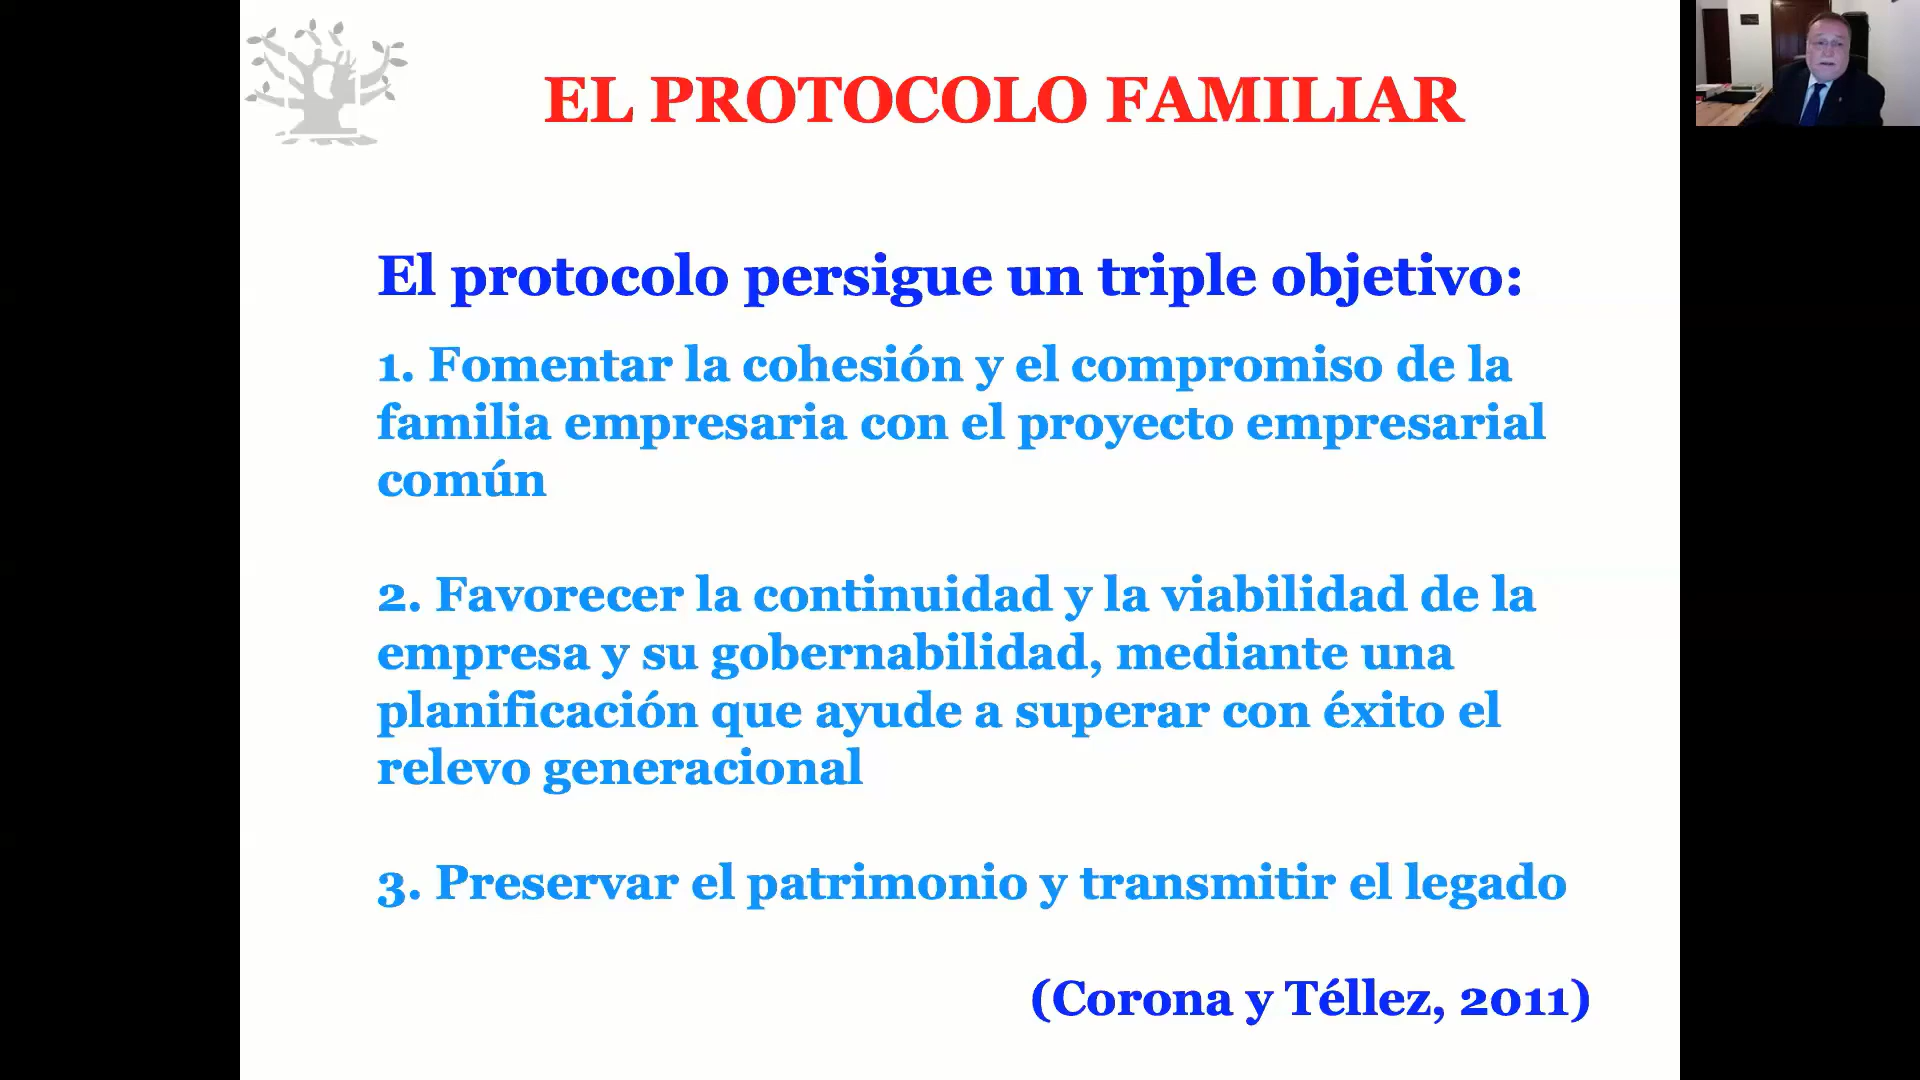 EL PROTOCOLO FAMILIAR
El protocolo persigue un triple objetivo:
1. Fomentar la cohesión y el compromiso de la
familia empresaria con el proyecto empresarial
común
2. Favorecer la continuidad y la viabilidad de la
empresa y su gobernabilidad, mediante una
planificación que ayude a superar con éxito el
relevo generacional
3. Preservar el patrimonio y transmitir el legado
(Corona y Téllez, 2011)